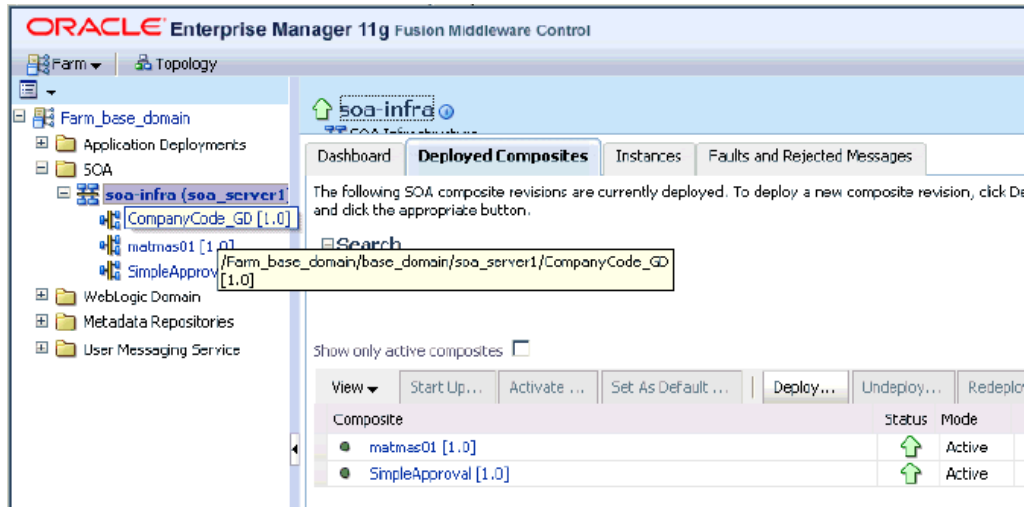 ORACLE Enterprise Manager 11g Fusion Middleware Control
Farm Topology
Farm_base_domain
Application Deployments
SOA
soa-infra (soa_server1
CompanyCode_GD [1.0]
matmas01 [1.0]
SimpleApprov
WebLogic Domain
Metadata Repositories
User Messaging Service
soa-infra
SOA Infrastructure
Dashboard Deployed Composites Instances Faults and Rejected Messages
The following SOA composite revisions are currently deployed. To deploy a new composite revision, click De
and click the appropriate button.
Search
/Farm_base_domain/base_domain/soa_server1/CompanyCode_GD
[1.0]
Show only active composites
View Start Up... Activate ... Set As Default ... Deploy... Undeploy... Redeplo
Composite Status Mode
matmas01 [1.0] Active
SimpleApproval [1.0] Active